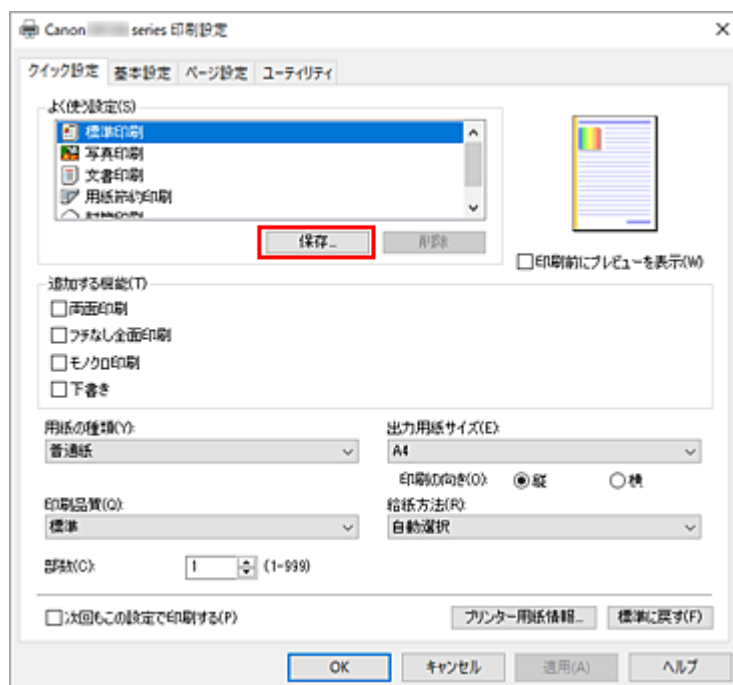 Canon series 印刷設定
クイック設定 基本設定 ページ設定 ユーティリティ
よく使う設定(S)
標準印刷
写真印刷
文書印刷
用紙節約印刷
保存... 削除
印刷前にプレビューを表示(W)
追加する機能(T)
両面印刷
フチなし全面印刷
モノクロ印刷
下書き
用紙の種類(Y): 出力用紙サイズ(E):
普通紙 A4
印刷の向き(O): 縦 横
印刷品質(Q): 給紙方法(R):
標準 自動選択
部数(C): 1 (1-999)
次回もこの設定で印刷する(P) プリンター用紙情報... 標準に戻す(F)
OK キャンセル 適用(A) ヘルプ